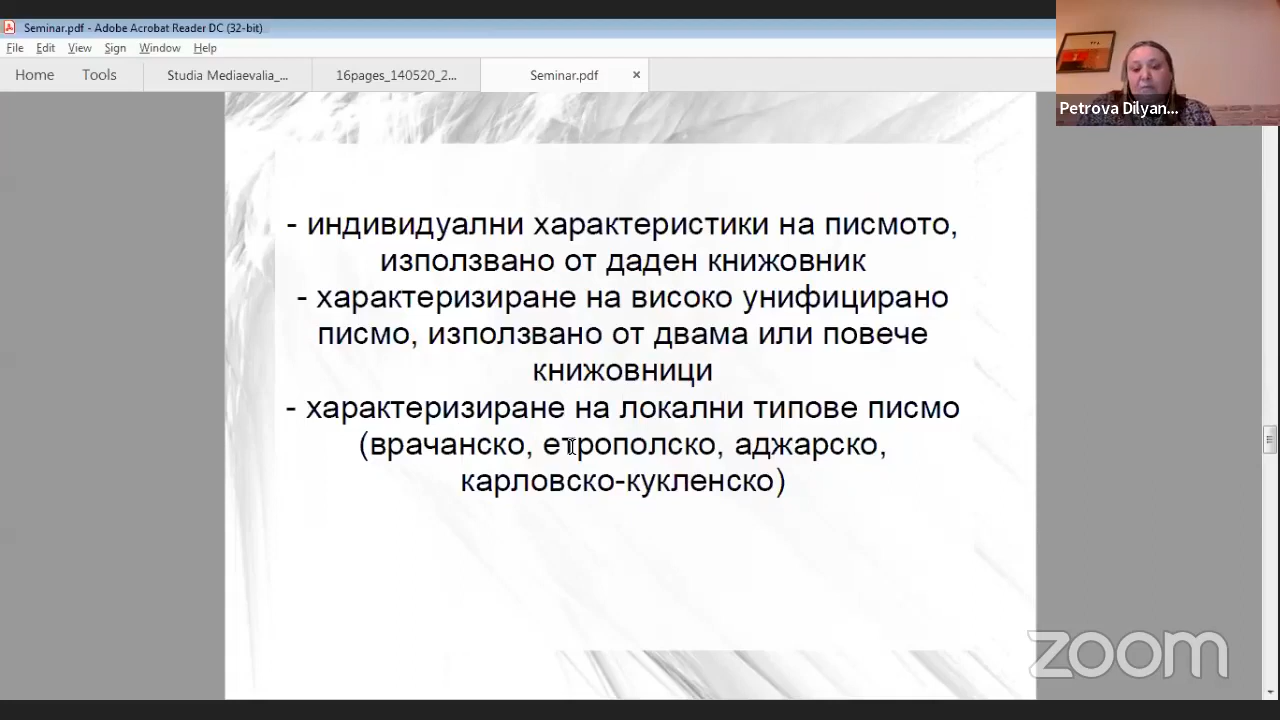 Seminar.pdf - Adobe Acrobat Reader DC (32-bit)
File Edit View Sign Window Help
Home Tools Studia Mediaevalia_... 16pages_140520_2... Seminar.pdf ×
Petrova Dilyan...
- индивидуални характеристики на писмото,
използвано от даден книжовник
- характеризиране на високо унифицирано
писмо, използвано от двама или повече
книжовници
- характеризиране на локални типове писмо
(врачанско, етрополско, аджарско,
карловско-кукленско)
zoom